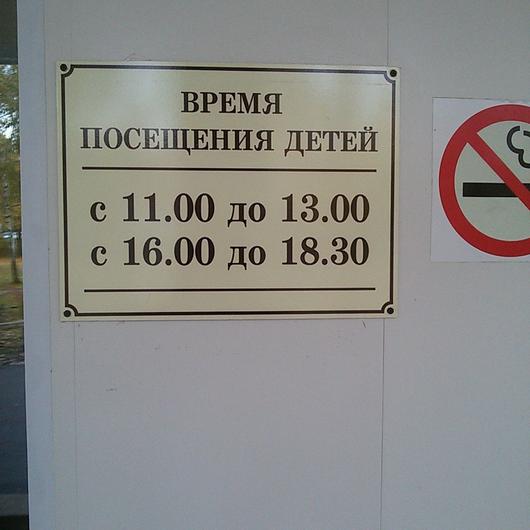 ВРЕМЯ
ПОСЕЩЕНИЯ ДЕТЕЙ
с 11.00 до 13.00
с 16.00 до 18.30